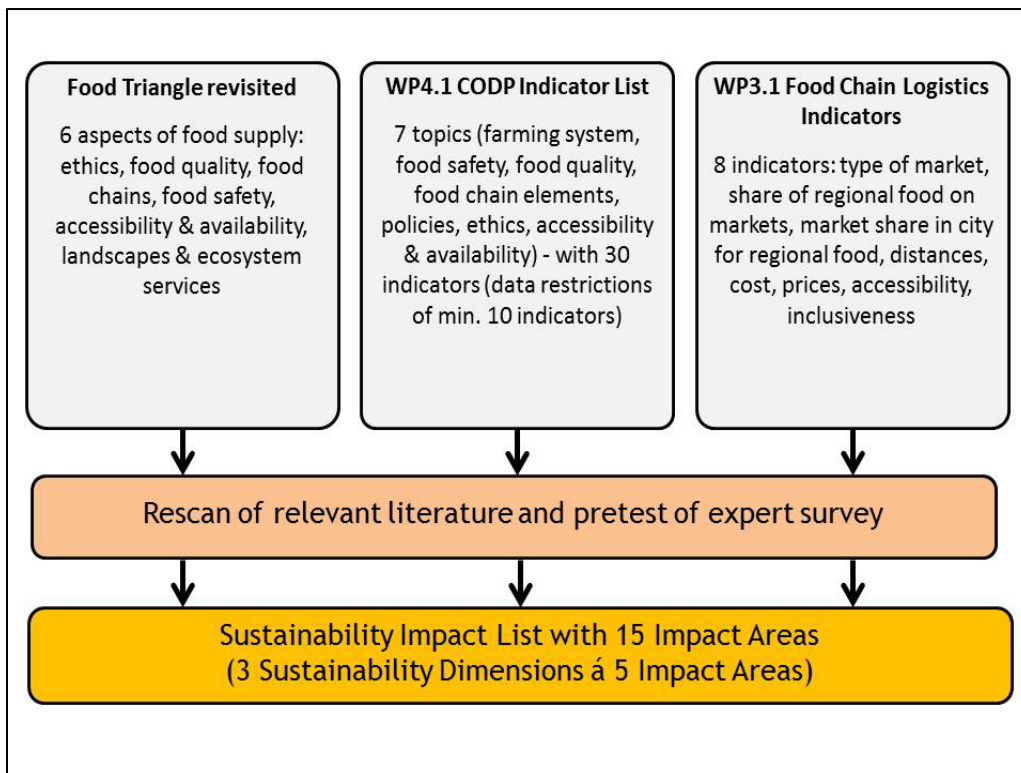 Food Triangle revisited
6 aspects of food supply:
ethics, food quality, food
chains, food safety,
accessibility & availability,
landscapes & ecosystem
services
WP4.1 CODP Indicator List
7 topics (farming system,
food safety, food quality,
food chain elements,
policies, ethics, accessibility
& availability) - with 30
indicators (data restrictions
of min. 10 indicators)
WP3.1 Food Chain Logistics
Indicators
8 indicators: type of market,
share of regional food on
markets, market share in city
for regional food, distances,
cost, prices, accessibility,
inclusiveness
Rescan of relevant literature and pretest of expert survey
Sustainability Impact List with 15 Impact Areas
(3 Sustainability Dimensions á 5 Impact Areas)